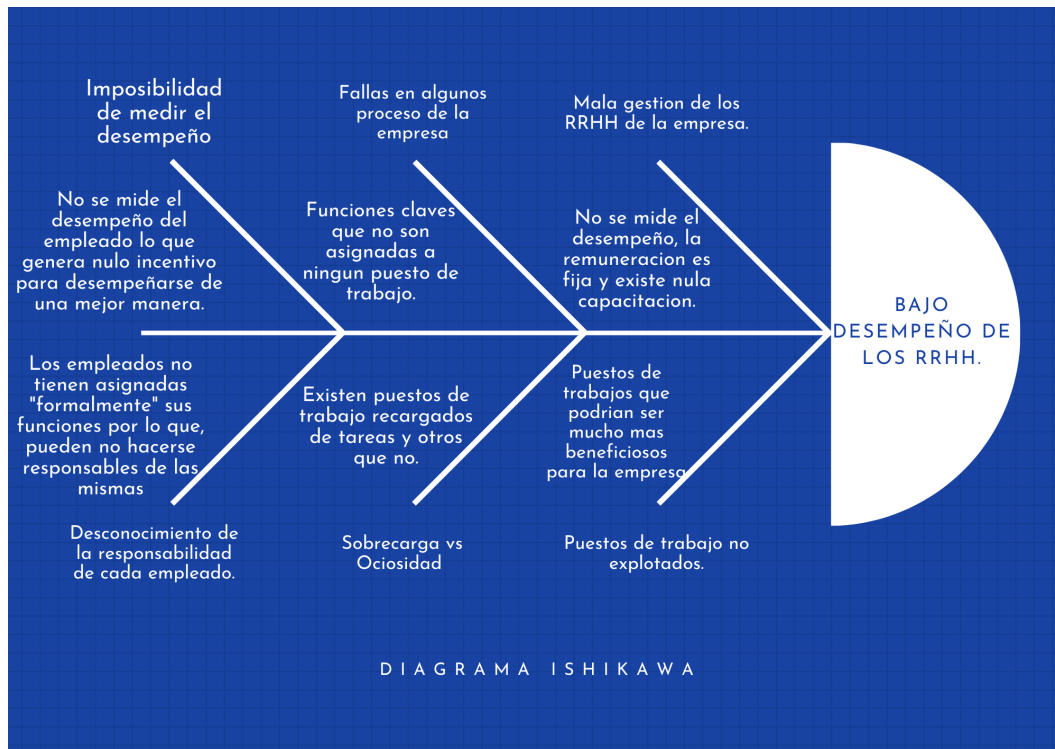 Imposibilidad
de medir el
desempeño
Fallas en algunos
proceso de la
empresa
Mala gestion de los
RRHH de la empresa.
No se mide el
desempeño del
empleado lo que
genera nulo incentivo
para desempeñarse de
una mejor manera.
Funciones claves
que no son
asignadas a
ningun puesto de
trabajo.
No se mide el
desempeño, la
remuneracion es
fija y existe nula
capacitacion.
BAJO
DESEMPEÑO DE
LOS RRHH.
Los empleados no
tienen asignadas
"formalmente" sus
funciones por lo que,
pueden no hacerse
responsables de las
mismas
Existen puestos de
trabajo recargados
de tareas y otros
que no.
Puestos de
trabajos que
podrian ser
mucho mas
beneficiosos
para la empresa
Desconocimiento de
la responsabilidad
de cada empleado.
Sobrecarga vs
Ociosidad
Puestos de trabajo no
explotados.
DIAGRAMA ISHIKAWA